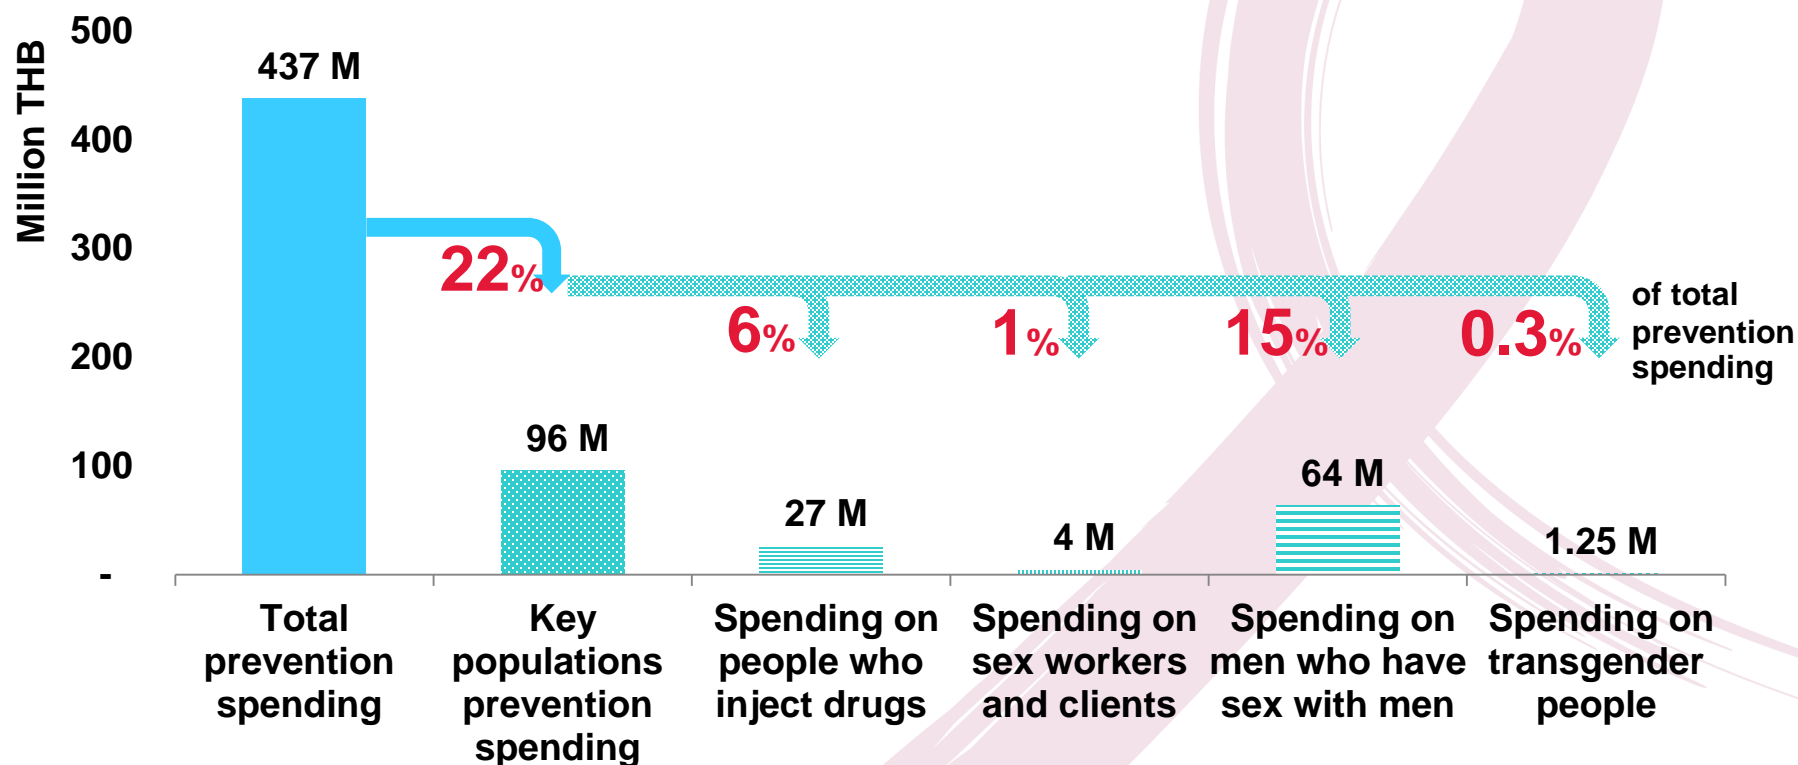 Million THB
500
400
300
200
100
-
437 M
96 M
27 M
4 M
64 M
1.25 M
22%
6%
1%
15%
0.3%
of total
prevention
spending
Total
prevention
spending
Key
populations
prevention
spending
Spending on
people who
inject drugs
Spending on
sex workers
and clients
Spending on
men who have
sex with men
Spending on
transgender
people